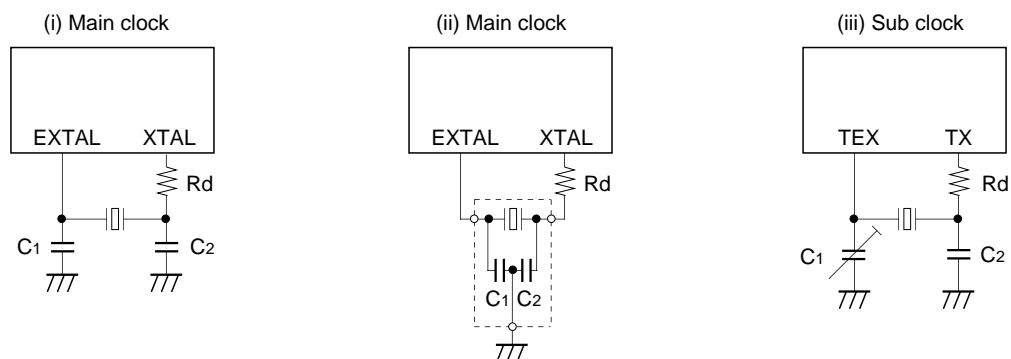 (i) Main clock
EXTAL XTAL
Rd
C1 C2
(ii) Main clock
EXTAL XTAL
Rd
C1 C2
(iii) Sub clock
TEX TX
Rd
C1 C2